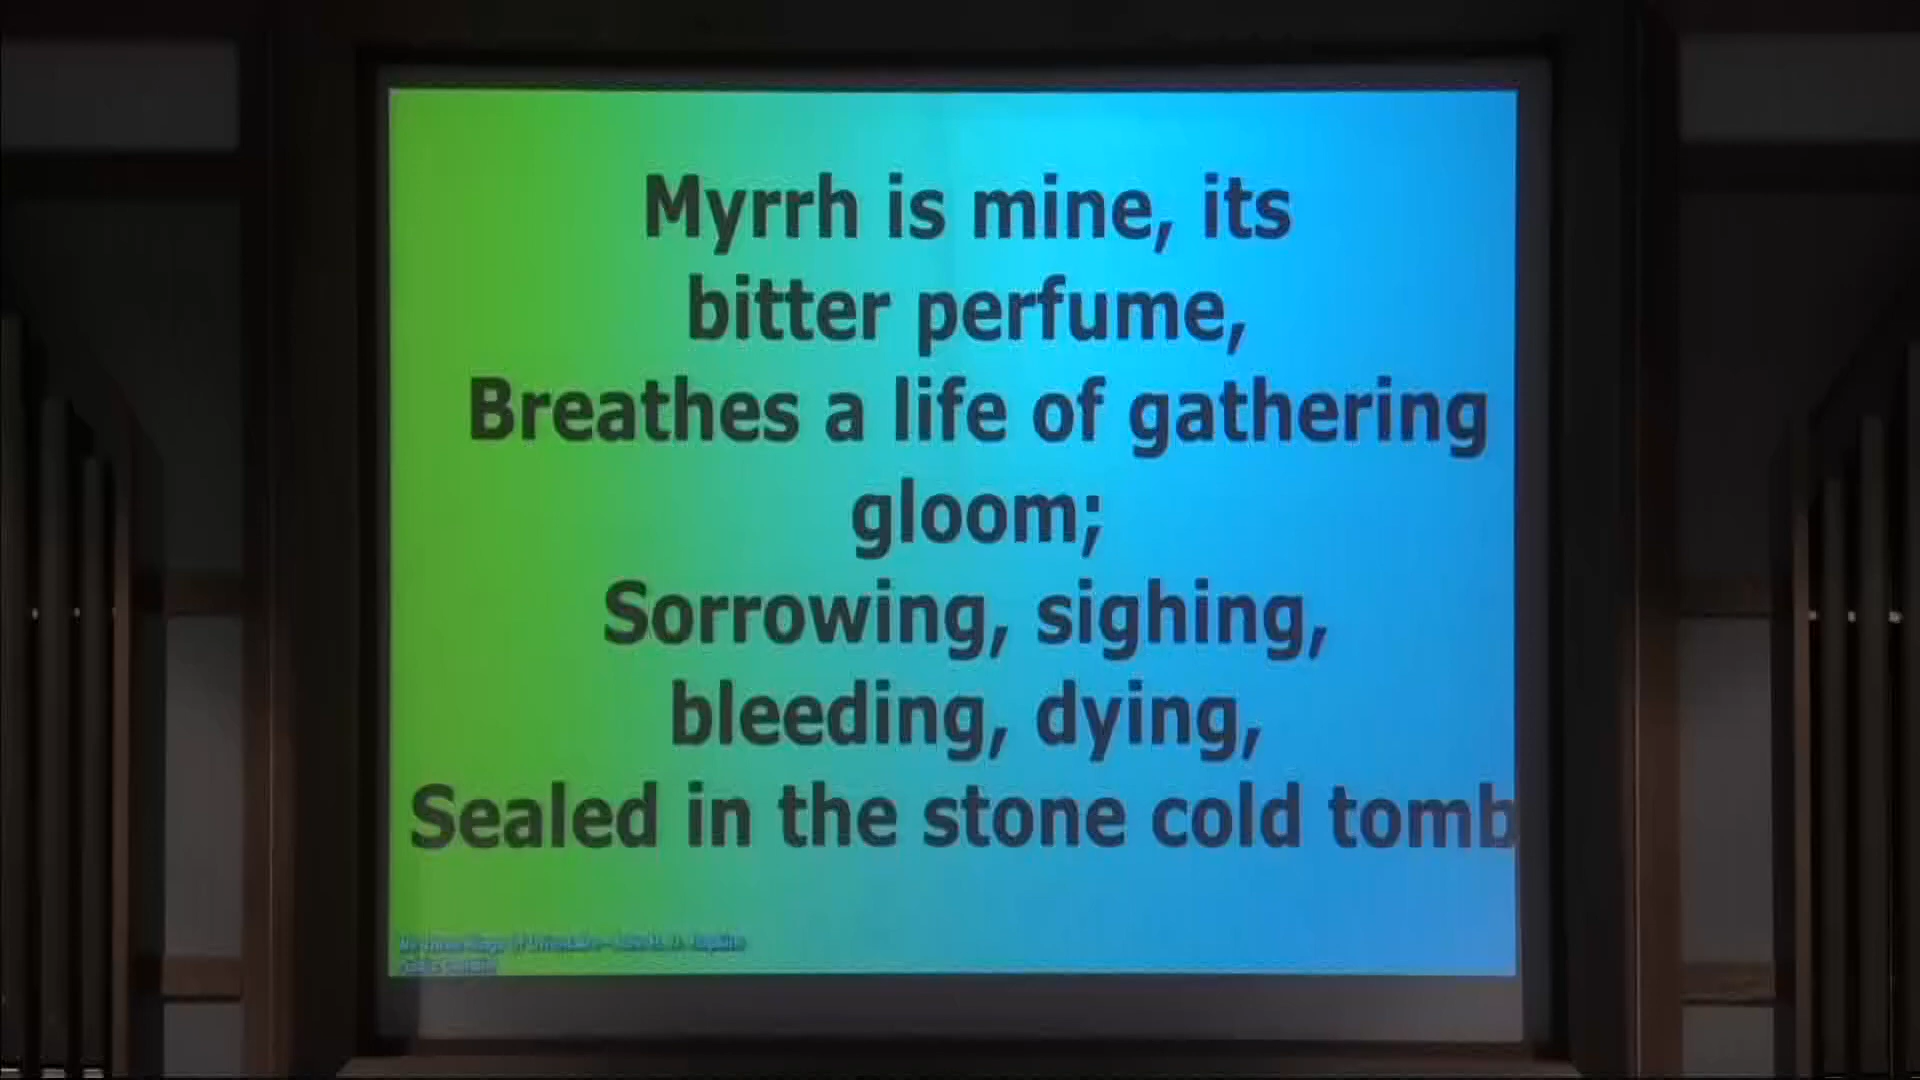 Myrrh is mine, its
bitter perfume,
Breathes a life of gathering
gloom;
Sorrowing, sighing,
bleeding, dying,
Sealed in the stone cold tomb